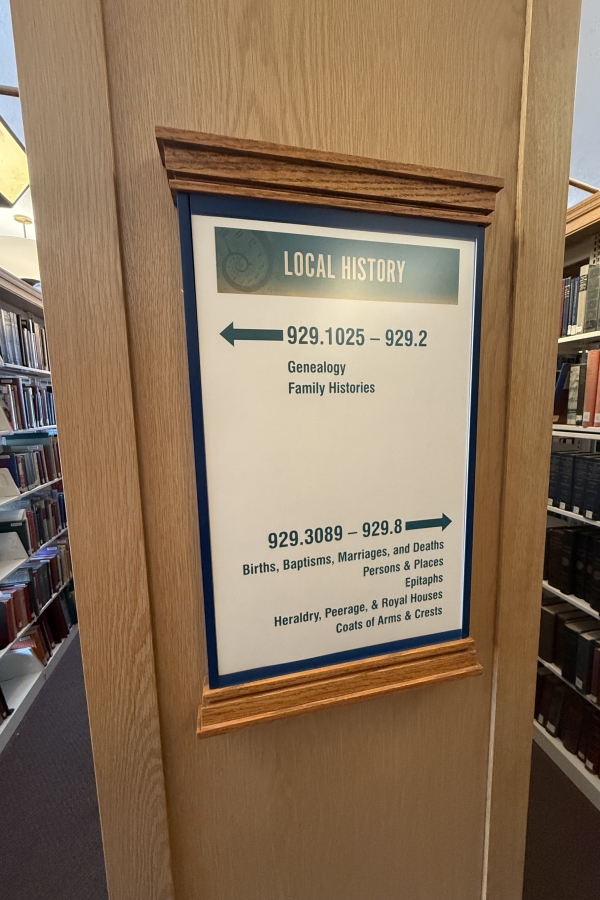 LOCAL HISTORY
929.1025 – 929.2
Genealogy
Family Histories
929.3089 – 929.8
Births, Baptisms, Marriages, and Deaths
Persons & Places
Epitaphs
Heraldry, Peerage, & Royal Houses
Coats of Arms & Crests